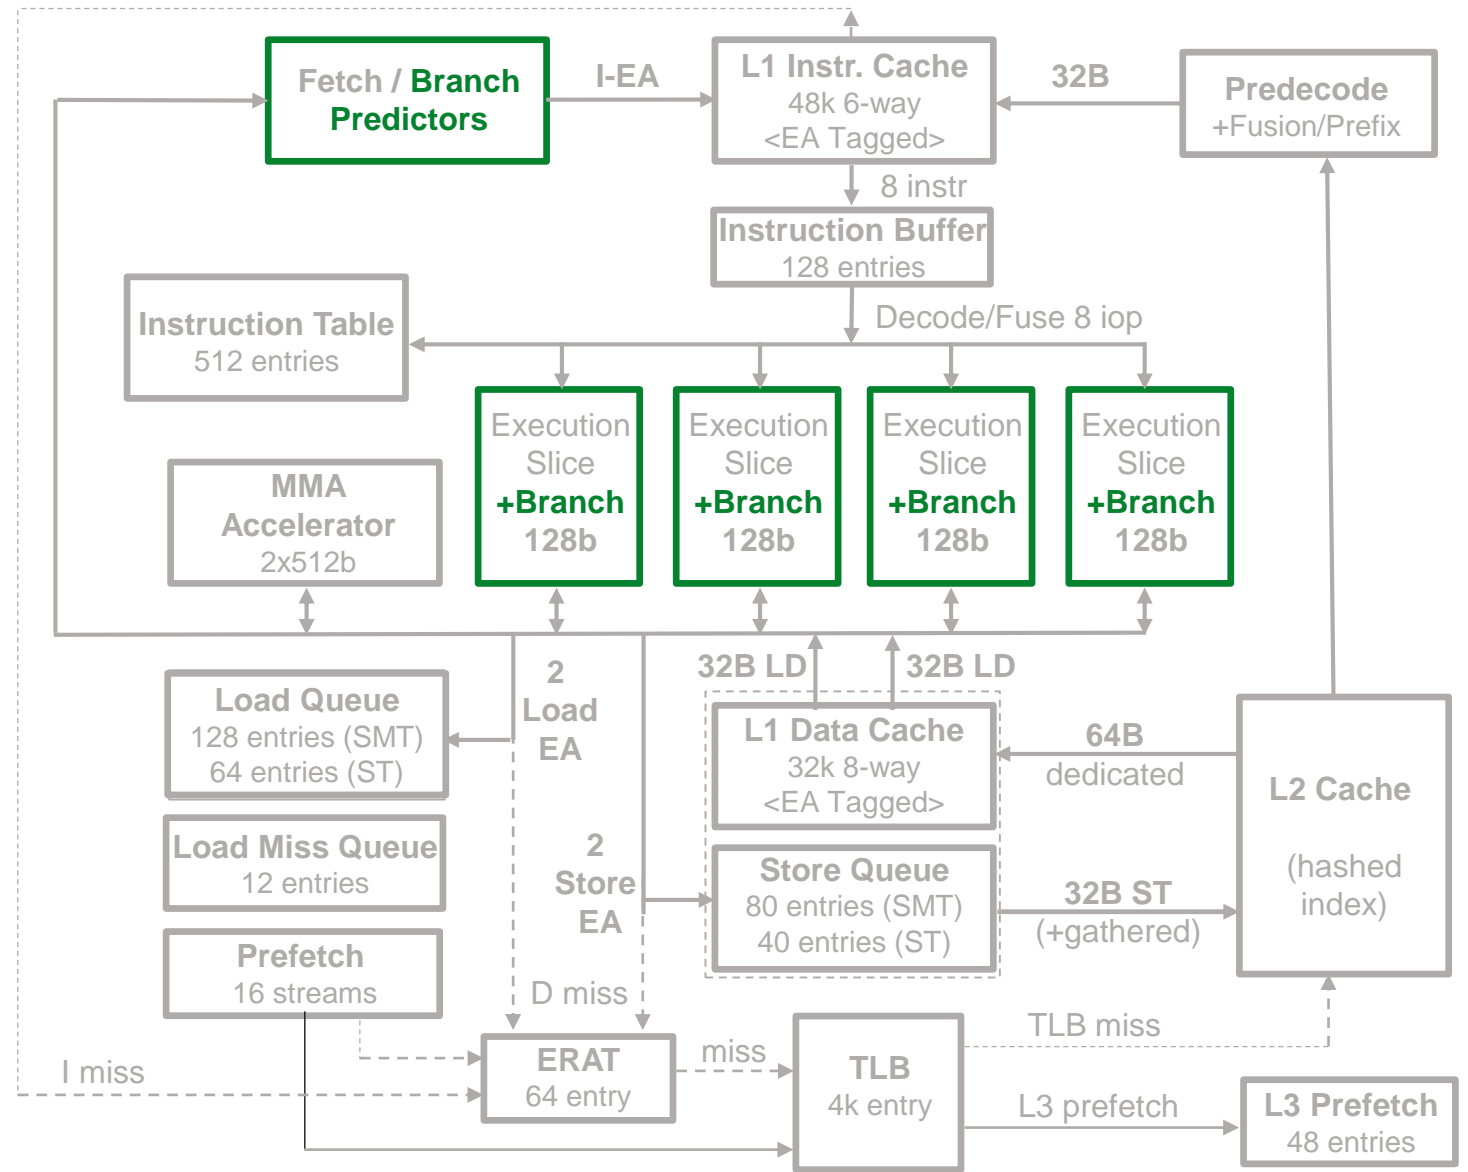 Fetch / Branch
Predictors
I-EA
L1 Instr. Cache
48k 6-way
<EA Tagged>
32B
Predecode
+Fusion/Prefix
8 instr
Instruction Buffer
128 entries
Decode/Fuse 8 iop
Instruction Table
512 entries
Execution
Slice
+Branch
128b
Execution
Slice
+Branch
128b
Execution
Slice
+Branch
128b
Execution
Slice
+Branch
128b
MMA
Accelerator
2x512b
2
Load
EA
32B LD
32B LD
Load Queue
128 entries (SMT)
64 entries (ST)
L1 Data Cache
32k 8-way
<EA Tagged>
64B
dedicated
L2 Cache
(hashed
index)
Load Miss Queue
12 entries
2
Store
EA
Store Queue
80 entries (SMT)
40 entries (ST)
32B ST
(+gathered)
Prefetch
16 streams
D miss
I miss
ERAT
64 entry
miss
TLB
4k entry
TLB miss
L3 prefetch
L3 Prefetch
48 entries